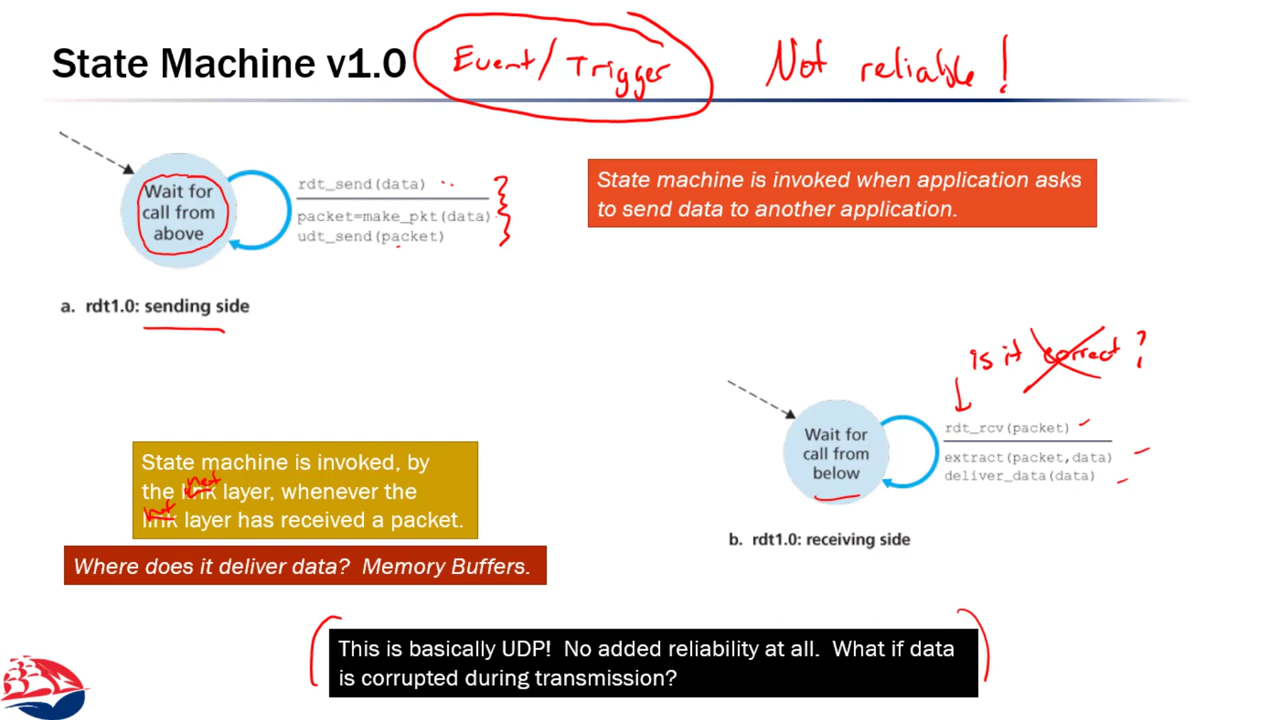 State Machine v1.0
Event/Trigger
Not reliable!
Wait for
call from
above
rdt_send(data)
packet=make_pkt(data)
udt_send(packet)
a. rdt1.0: sending side
State machine is invoked when application asks
to send data to another application.
Is it correct?
Wait for
call from
below
rdt_rcv(packet)
extract(packet,data)
deliver_data(data)
b. rdt1.0: receiving side
State machine is invoked, by
net
the link layer, whenever the
net
link layer has received a packet.
Where does it deliver data? Memory Buffers.
This is basically UDP! No added reliability at all. What if data
is corrupted during transmission?